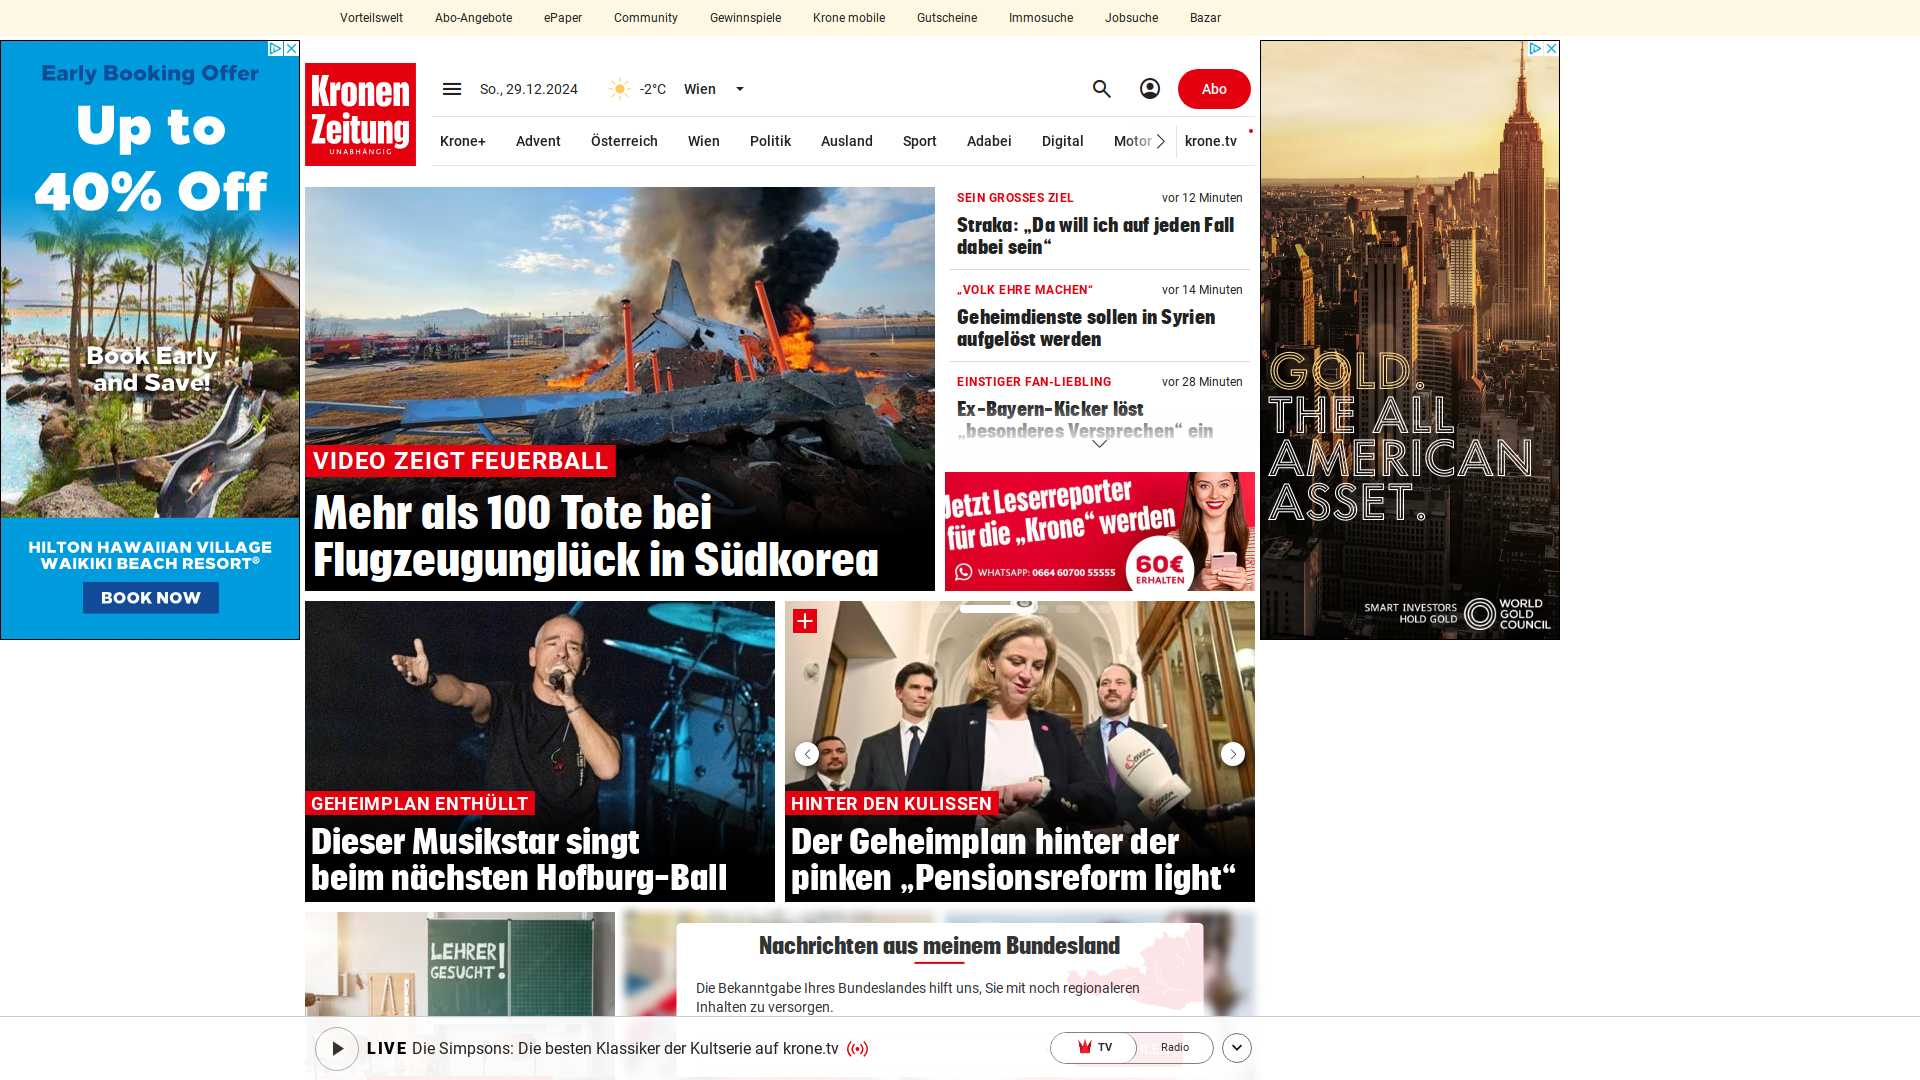 Vorteilswelt
Abo-Angebote
ePaper
Community
Gewinnspiele
Krone mobile
Gutscheine
Immosuche
Jobsuche
Bazar
Early Booking Offer
Up to
40% Off
Book Early
and Save!
HILTON HAWAIIAN VILLAGE
WAIKIKI BEACH RESORT®
BOOK NOW
Kronen
Zeitung
UNABHÄNGIG
So., 29.12.2024
-2°C
Wien
Abo
Krone+
Advent
Österreich
Wien
Politik
Ausland
Sport
Adabei
Digital
Motor
krone.tv
VIDEO ZEIGT FEUERBALL
Mehr als 100 Tote bei
Flugzeugunglück in Südkorea
SEIN GROSSES ZIEL
vor 12 Minuten
Straka: „Da will ich auf jeden Fall
dabei sein“
„VOLK EHRE MACHEN“
vor 14 Minuten
Geheimdienste sollen in Syrien
aufgelöst werden
EINSTIGER FAN-LIEBLING
vor 28 Minuten
Ex-Bayern-Kicker löst
„besonderes Versprechen“ ein
Jetzt Leserreporter
für die „Krone“ werden
WHATSAPP: 0664 60700 55555
60€
ERHALTEN
GOLD.
THE ALL
AMERICAN
ASSET.
SMART INVESTORS
HOLD GOLD
WORLD
GOLD
COUNCIL
GEHEIMPLAN ENTHÜLLT
Dieser Musikstar singt
beim nächsten Hofburg-Ball
HINTER DEN KULISSEN
Der Geheimplan hinter der
pinken „Pensionsreform light“
LEHRER
GESUCHT!
Nachrichten aus meinem Bundesland
Die Bekanntgabe Ihres Bundeslandes hilft uns, Sie mit noch regionaleren
Inhalten zu versorgen.
LIVE Die Simpsons: Die besten Klassiker der Kultserie auf krone.tv
TV
Radio